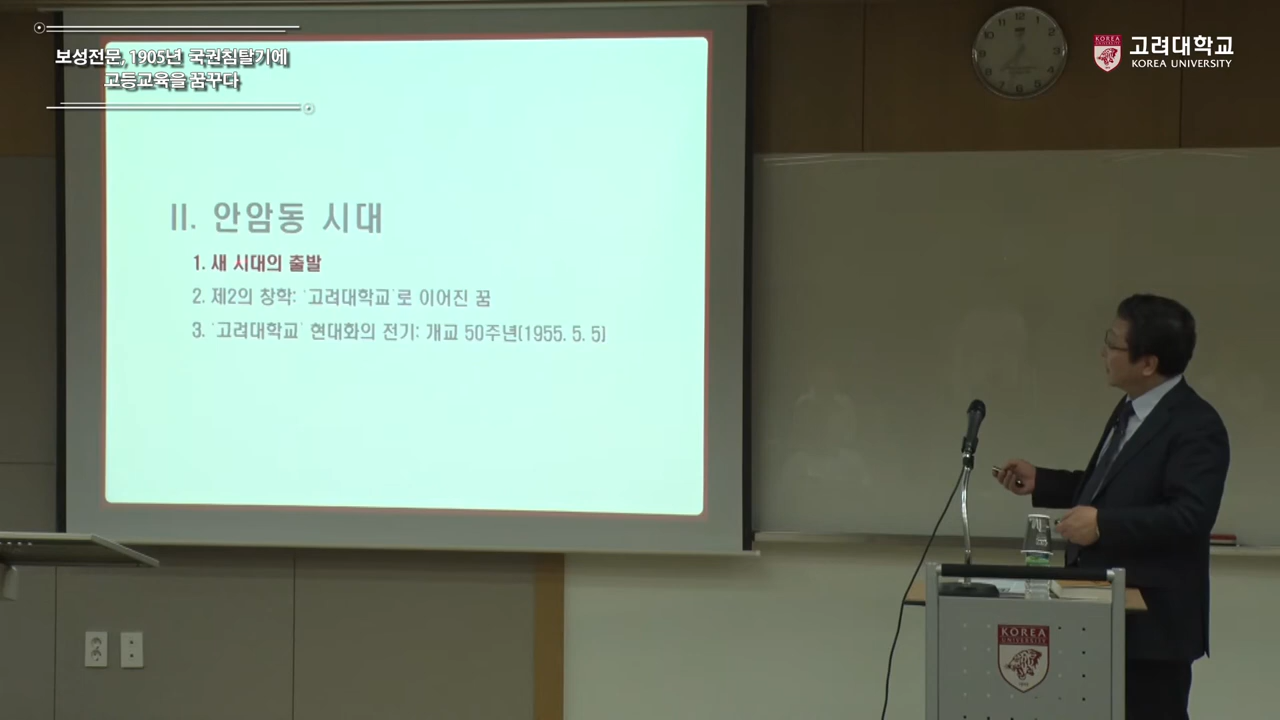 보성전문, 1905년 국권침탈기에
고등교육을 꿈꾸다
KOREA
고려대학교
KOREA UNIVERSITY
II. 안암동 시대
1. 새 시대의 출발
2. 제2의 창학: '고려대학교'로 이어진 꿈
3. '고려대학교' 현대화의 전기: 개교 50주년(1955. 5. 5)
KOREA
UNIVERSITY